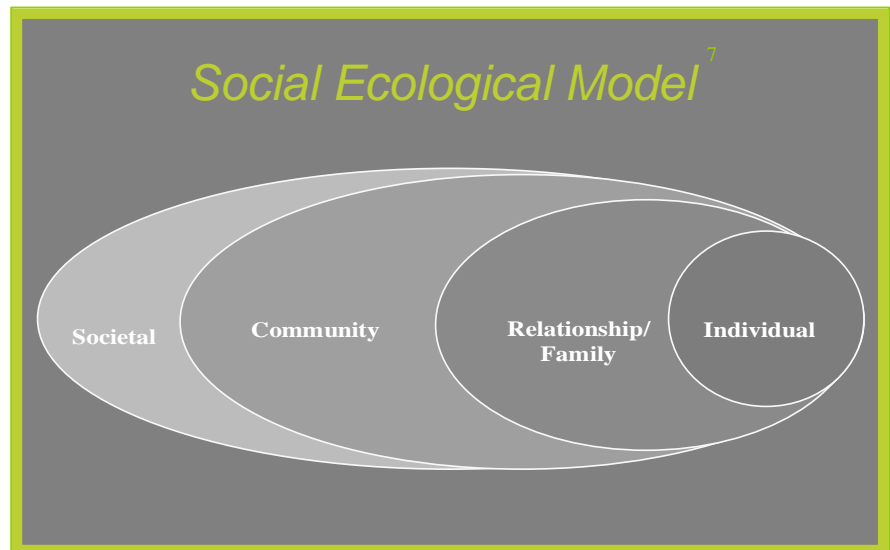 Social Ecological Model 7
Societal
Community
Relationship/
Family
Individual